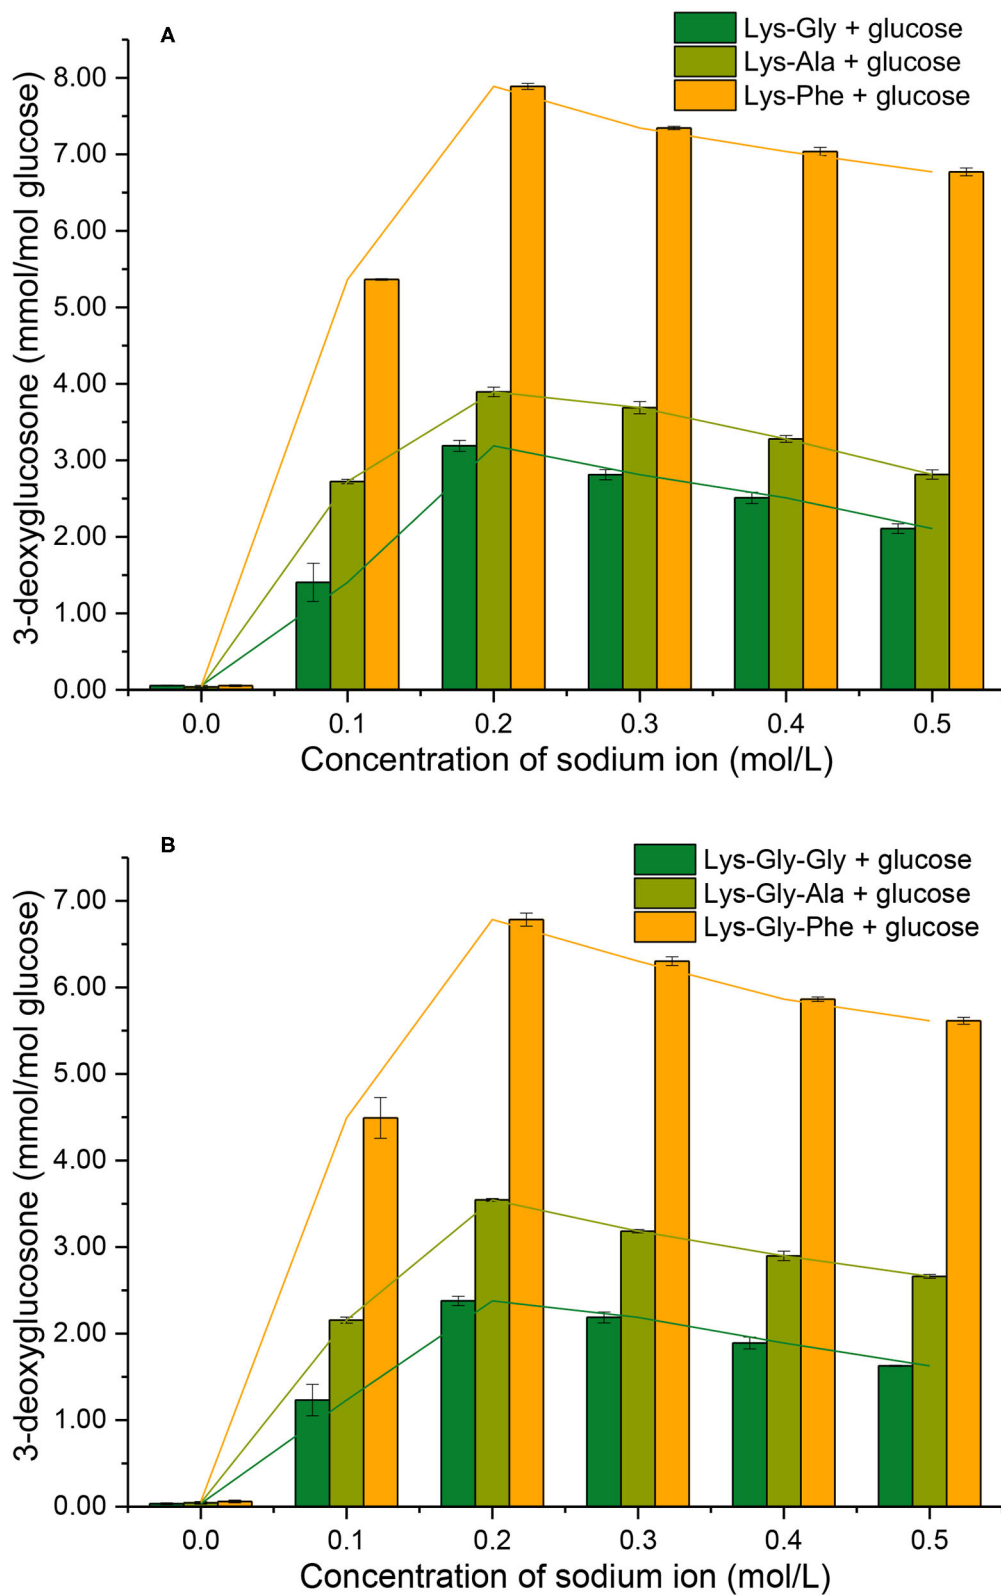 A
Lys-Gly + glucose
Lys-Ala + glucose
Lys-Phe + glucose
3-deoxyglucosone (mmol/mol glucose)
8.00
7.00
6.00
5.00
4.00
3.00
2.00
1.00
0.00
0.0 0.1 0.2 0.3 0.4 0.5
Concentration of sodium ion (mol/L)
B
Lys-Gly-Gly + glucose
Lys-Gly-Ala + glucose
Lys-Gly-Phe + glucose
3-deoxyglucosone (mmol/mol glucose)
7.00
6.00
5.00
4.00
3.00
2.00
1.00
0.00
0.0 0.1 0.2 0.3 0.4 0.5
Concentration of sodium ion (mol/L)